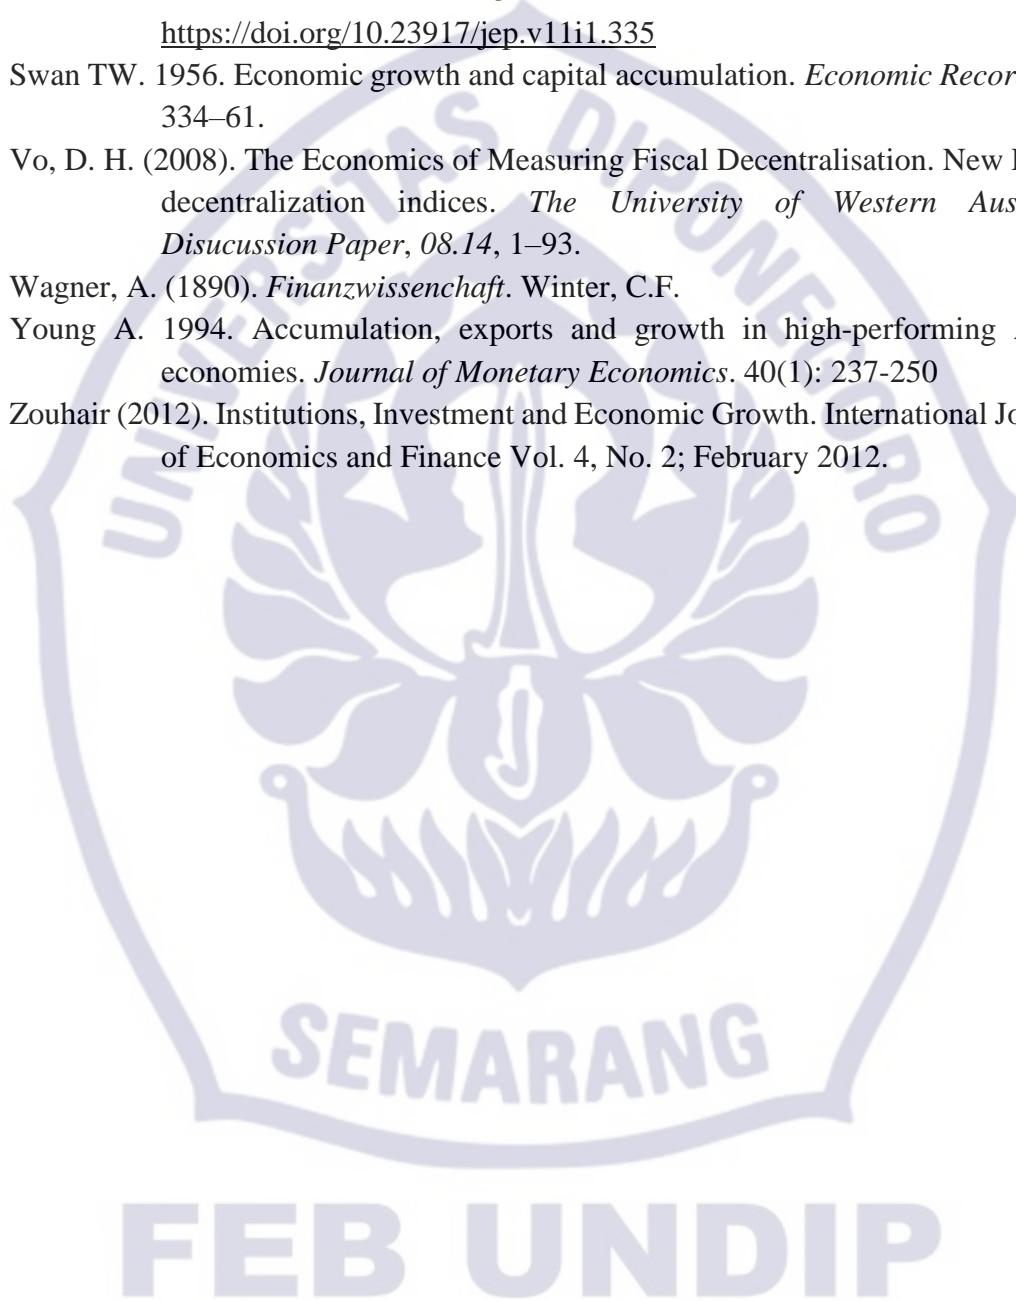 https://doi.org/10.23917/jep.v11i1.335
Swan TW. 1956. Economic growth and capital accumulation. Economic Recor
334–61.
Vo, D. H. (2008). The Economics of Measuring Fiscal Decentralisation. New
decentralization indices. The University of Western Aus
Disucussion Paper, 08.14, 1–93.
Wagner, A. (1890). Finanzwissenchaft. Winter, C.F.
Young A. 1994. Accumulation, exports and growth in high-performing
economies. Journal of Monetary Economics. 40(1): 237-250
Zouhair (2012). Institutions, Investment and Economic Growth. International Jo
of Economics and Finance Vol. 4, No. 2; February 2012.
UNIVERSITAS DIPONEGORO
SEMARANG
FEB UNDIP